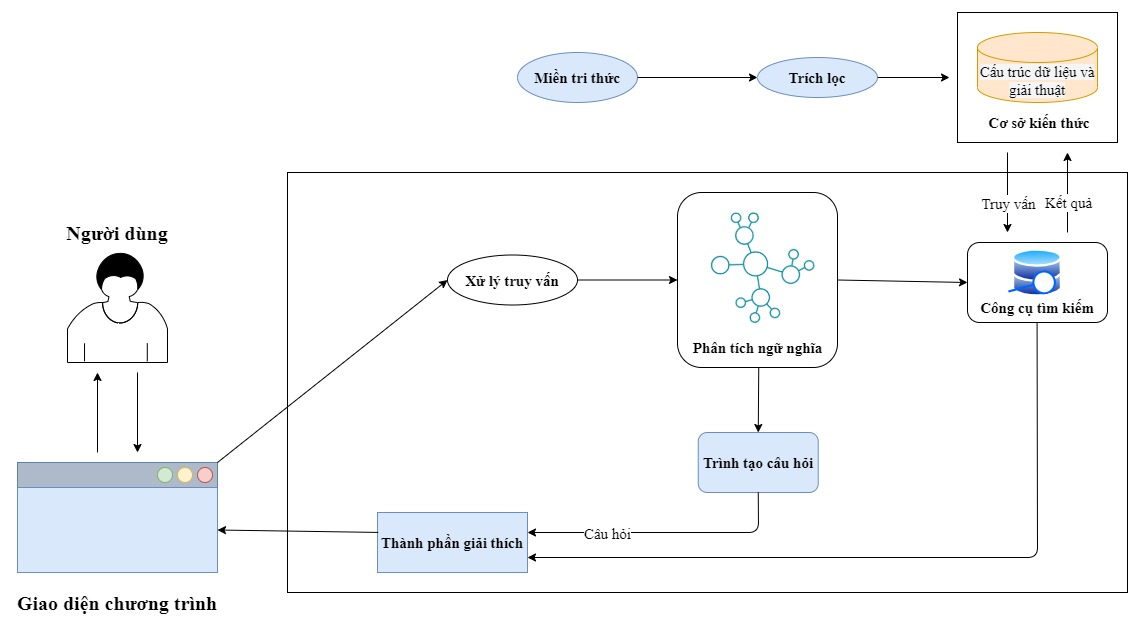 Miền tri thức
Trích lọc
Cấu trúc dữ liệu và
giải thuật
Cơ sở kiến thức
Truy vấn
Kết quả
Người dùng
Xử lý truy vấn
Công cụ tìm kiếm
Phân tích ngữ nghĩa
Trình tạo câu hỏi
Câu hỏi
Thành phần giải thích
Giao diện chương trình